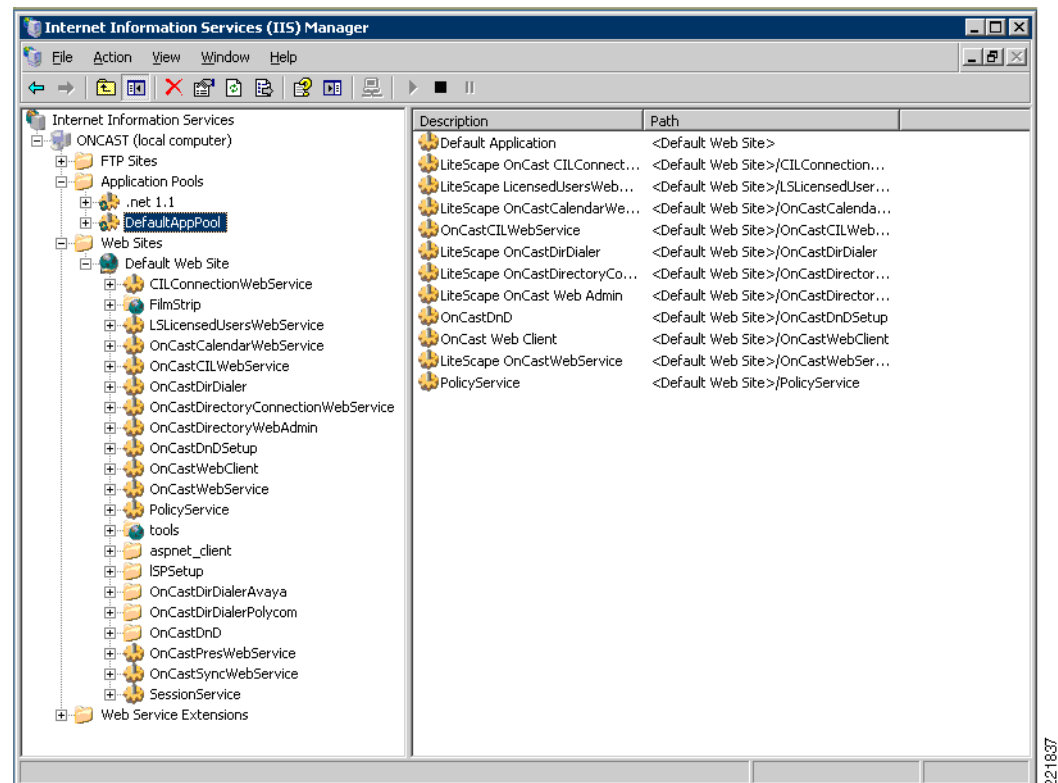 Internet Information Services (IIS) Manager
File Action View Window Help
Internet Information Services
ONCAST (local computer)
FTP Sites
Application Pools
.net 1.1
DefaultAppPool
Web Sites
Default Web Site
CILConnectionWebService
FilmStrip
LSLicensedUsersWebService
OnCastCalendarWebService
OnCastCILWebService
OnCastDirDialer
OnCastDirectoryConnectionWebService
OnCastDirectoryWebAdmin
OnCastDnDSetup
OnCastWebClient
OnCastWebService
PolicyService
tools
aspnet_client
lSPSetup
OnCastDirDialerAvaya
OnCastDirDialerPolycom
OnCastDnD
OnCastPresWebService
OnCastSyncWebService
SessionService
Web Service Extensions
Description Path
Default Application <Default Web Site>
LiteScape OnCast CILConnect... <Default Web Site>/CILConnection...
LiteScape LicensedUsersWeb... <Default Web Site>/LSLicensedUser...
LiteScape OnCastCalendarWe... <Default Web Site>/OnCastCalenda...
OnCastCILWebService <Default Web Site>/OnCastCILWeb...
LiteScape OnCastDirDialer <Default Web Site>/OnCastDirDialer
LiteScape OnCastDirectoryCo... <Default Web Site>/OnCastDirector...
LiteScape OnCast Web Admin <Default Web Site>/OnCastDirector...
OnCastDnD <Default Web Site>/OnCastDnDSetup
OnCast Web Client <Default Web Site>/OnCastWebClient
LiteScape OnCastWebService <Default Web Site>/OnCastWebSer...
PolicyService <Default Web Site>/PolicyService
221837